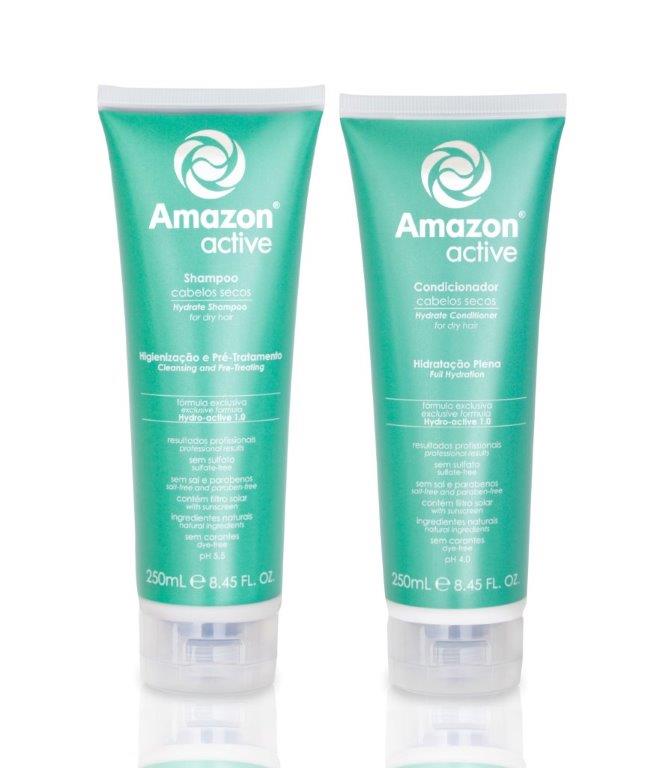 Amazon®
active
Shampoo
cabelos secos
Hydrate Shampoo
for dry hair
Higienização e Pré-Tratamento
Cleansing and Pre-Treating
fórmula exclusiva
exclusive formula
Hydro-active 1.0
resultados profissionais
professional results
sem sulfato
sulfate-free
sem sal e parabenos
salt-free and paraben-free
contém filtro solar
with sunscreen
ingredientes naturais
natural ingredients
sem corantes
dye-free
pH 5.5
250mL ℮ 8.45 FL. OZ.
Amazon®
active
Condicionador
cabelos secos
Hydrate Conditioner
for dry hair
Hidratação Plena
Full Hydration
fórmula exclusiva
exclusive formula
Hydro-active 1.0
resultados profissionais
professional results
sem sulfato
sulfate-free
sem sal e parabenos
salt-free and paraben-free
contém filtro solar
with sunscreen
ingredientes naturais
natural ingredients
sem corantes
dye-free
pH 4.0
250mL ℮ 8.45 FL. OZ.